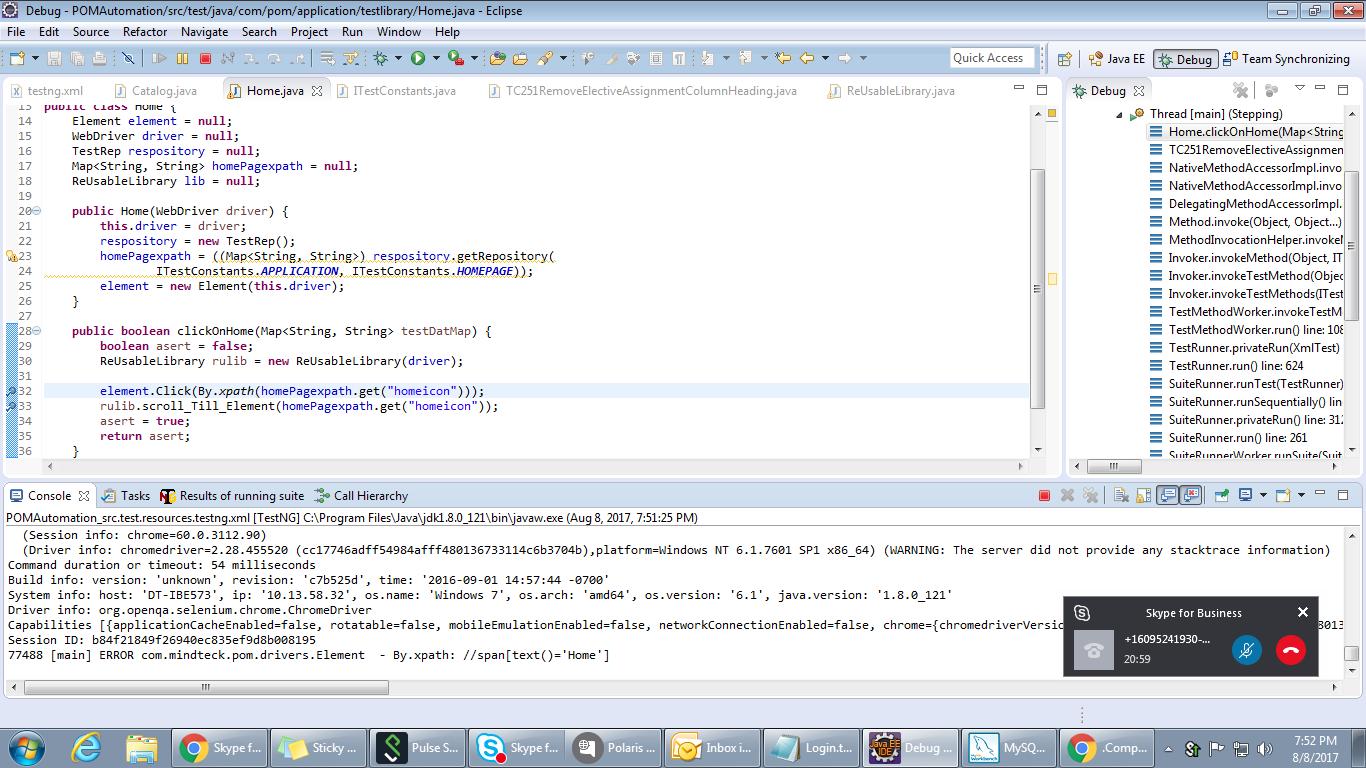 Debug - POMAutomation/src/test/java/com/pom/application/testlibrary/Home.java - Eclipse
File Edit Source Refactor Navigate Search Project Run Window Help
Quick Access
Java EE Debug Team Synchronizing
testng.xml Catalog.java Home.java ITestConstants.java TC251RemoveElectiveAssignmentColumnHeading.java ReUsableLibrary.java
13 public class Home {
14 Element element = null;
15 WebDriver driver = null;
16 TestRep respository = null;
17 Map<String, String> homePagexpath = null;
18 ReUsableLibrary lib = null;
19
20 public Home(WebDriver driver) {
21 this.driver = driver;
22 respository = new TestRep();
23 homePagexpath = ((Map<String, String>) respository.getRepository(
24 ITestConstants.APPLICATION, ITestConstants.HOMEPAGE));
25 element = new Element(this.driver);
26 }
27
28 public boolean clickOnHome(Map<String, String> testDatMap) {
29 boolean asert = false;
30 ReUsableLibrary rulib = new ReUsableLibrary(driver);
31
32 element.Click(By.xpath(homePagexpath.get("homeicon")));
33 rulib.scroll_Till_Element(homePagexpath.get("homeicon"));
34 asert = true;
35 return asert;
36 }
Debug
Thread [main] (Stepping)
Home.clickOnHome(Map<String
TC251RemoveElectiveAssignmen
NativeMethodAccessorImpl.invo
NativeMethodAccessorImpl.invo
DelegatingMethodAccessorImpl.
Method.invoke(Object, Object...)
MethodInvocationHelper.invokeM
Invoker.invokeMethod(Object, IT
Invoker.invokeTestMethod(Objec
Invoker.invokeTestMethods(ITest
TestMethodWorker.invokeTestM
TestMethodWorker.run() line: 108
TestRunner.privateRun(XmlTest)
TestRunner.run() line: 624
SuiteRunner.runTest(TestRunner)
SuiteRunner.runSequentially() lin
SuiteRunner.privateRun() line: 312
SuiteRunner.run() line: 261
SuiteRunnerWorker.runSuite(Suit
Console Tasks Results of running suite Call Hierarchy
POMAutomation_src.test.resources.testng.xml [TestNG] C:\Program Files\Java\jdk1.8.0_121\bin\javaw.exe (Aug 8, 2017, 7:51:25 PM)
(Session info: chrome=60.0.3112.90)
(Driver info: chromedriver=2.28.455520 (cc17746adff54984afff480136733114c6b3704b),platform=Windows NT 6.1.7601 SP1 x86_64) (WARNING: The server did not provide any stacktrace information)
Command duration or timeout: 54 milliseconds
Build info: version: 'unknown', revision: 'c7b525d', time: '2016-09-01 14:57:44 -0700'
System info: host: 'DT-IBE573', ip: '10.13.58.32', os.name: 'Windows 7', os.arch: 'amd64', os.version: '6.1', java.version: '1.8.0_121'
Driver info: org.openqa.selenium.chrome.ChromeDriver
Capabilities [{applicationCacheEnabled=false, rotatable=false, mobileEmulationEnabled=false, networkConnectionEnabled=false, chrome={chromedriverVersio
Session ID: b84f21849f26940ec835ef9d8b008195
77488 [main] ERROR com.mindteck.pom.drivers.Element - By.xpath: //span[text()='Home']
Skype for Business
+16095241930-...
20:59
Skype f... Sticky ... Pulse S... Skype f... Polaris ... Inbox i... Login.t... Debug ... MySQ... .Comp...
7:52 PM
8/8/2017